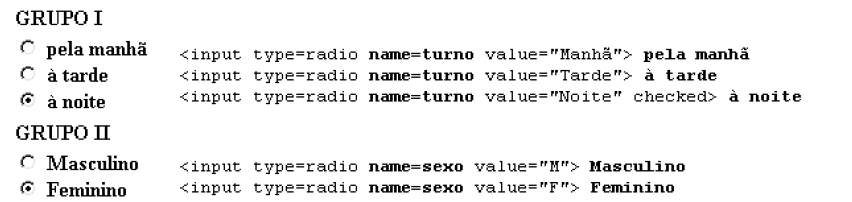 GRUPO I
pela manhã <input type=radio name=turno value="Manhã"> pela manhã
à tarde <input type=radio name=turno value="Tarde"> à tarde
à noite <input type=radio name=turno value="Noite" checked> à noite
GRUPO II
Masculino <input type=radio name=sexo value="M"> Masculino
Feminino <input type=radio name=sexo value="F"> Feminino